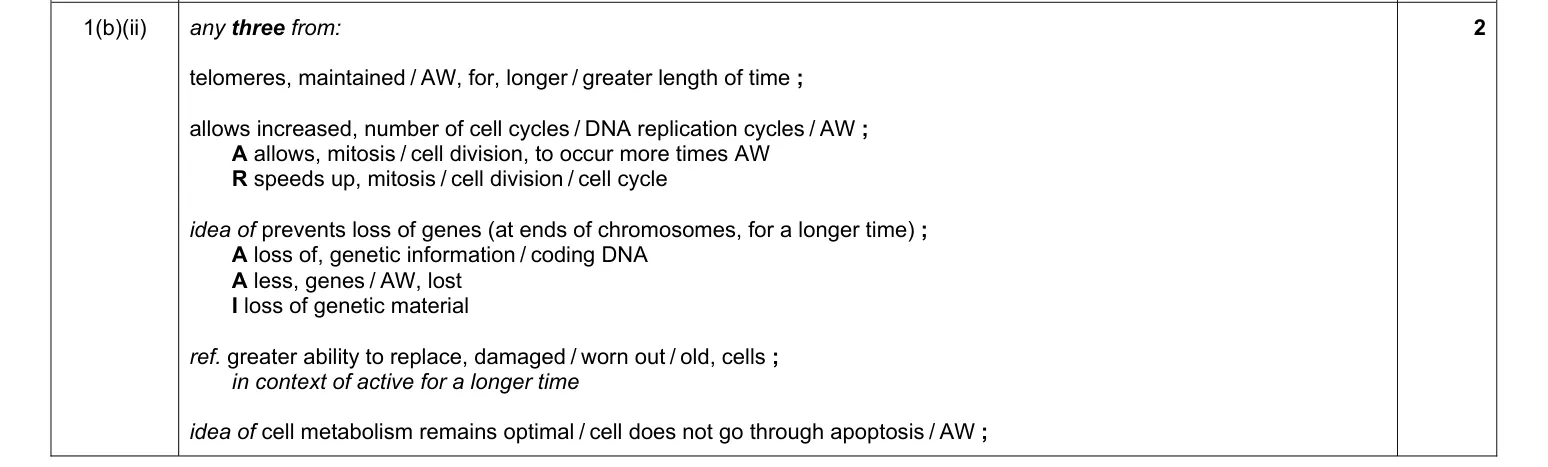 1(b)(ii) any three from: 2
telomeres, maintained / AW, for, longer / greater length of time ;
allows increased, number of cell cycles / DNA replication cycles / AW ;
A allows, mitosis / cell division, to occur more times AW
R speeds up, mitosis / cell division / cell cycle
idea of prevents loss of genes (at ends of chromosomes, for a longer time) ;
A loss of, genetic information / coding DNA
A less, genes / AW, lost
I loss of genetic material
ref. greater ability to replace, damaged / worn out / old, cells ;
in context of active for a longer time
idea of cell metabolism remains optimal / cell does not go through apoptosis / AW ;